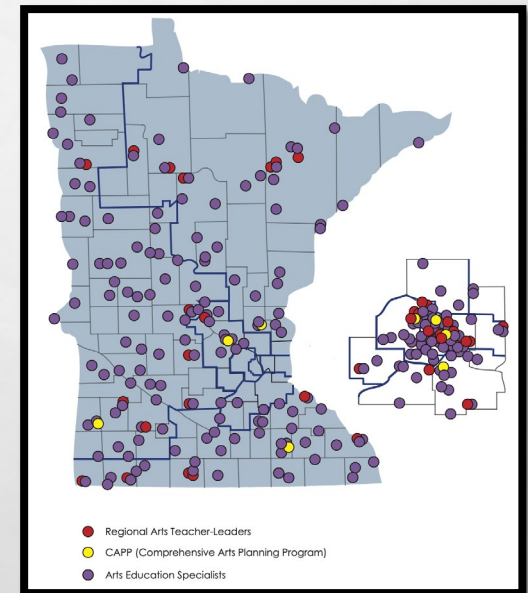 Regional Arts Teacher-Leaders
CAPP (Comprehensive Arts Planning Program)
Arts Education Specialists